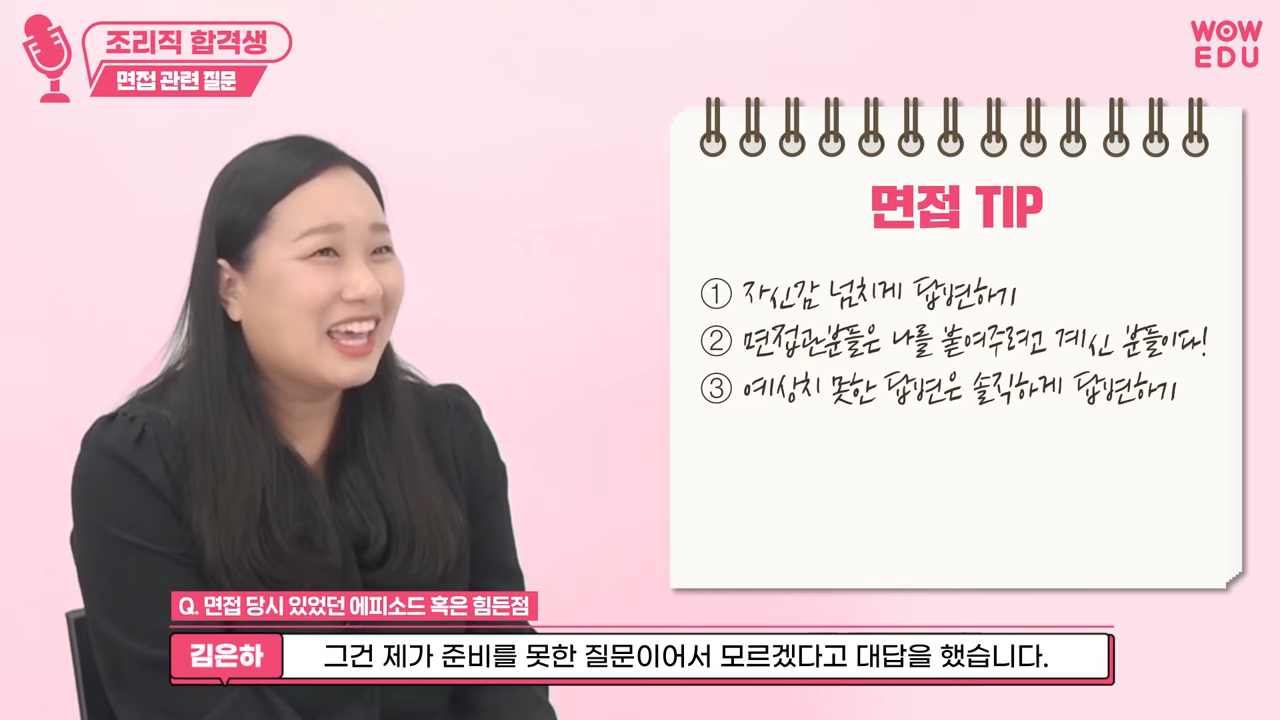 조리직 합격생
면접 관련 질문
WOW
EDU
면접 TIP
① 자신감 넘치게 답변하기
② 면접관분들은 나를 붙여주려고 계신 분들이다!
③ 예상치 못한 답변은 솔직하게 답변하기
Q. 면접 당시 있었던 에피소드 혹은 힘든점
김은하
그건 제가 준비를 못한 질문이어서 모르겠다고 대답을 했습니다.